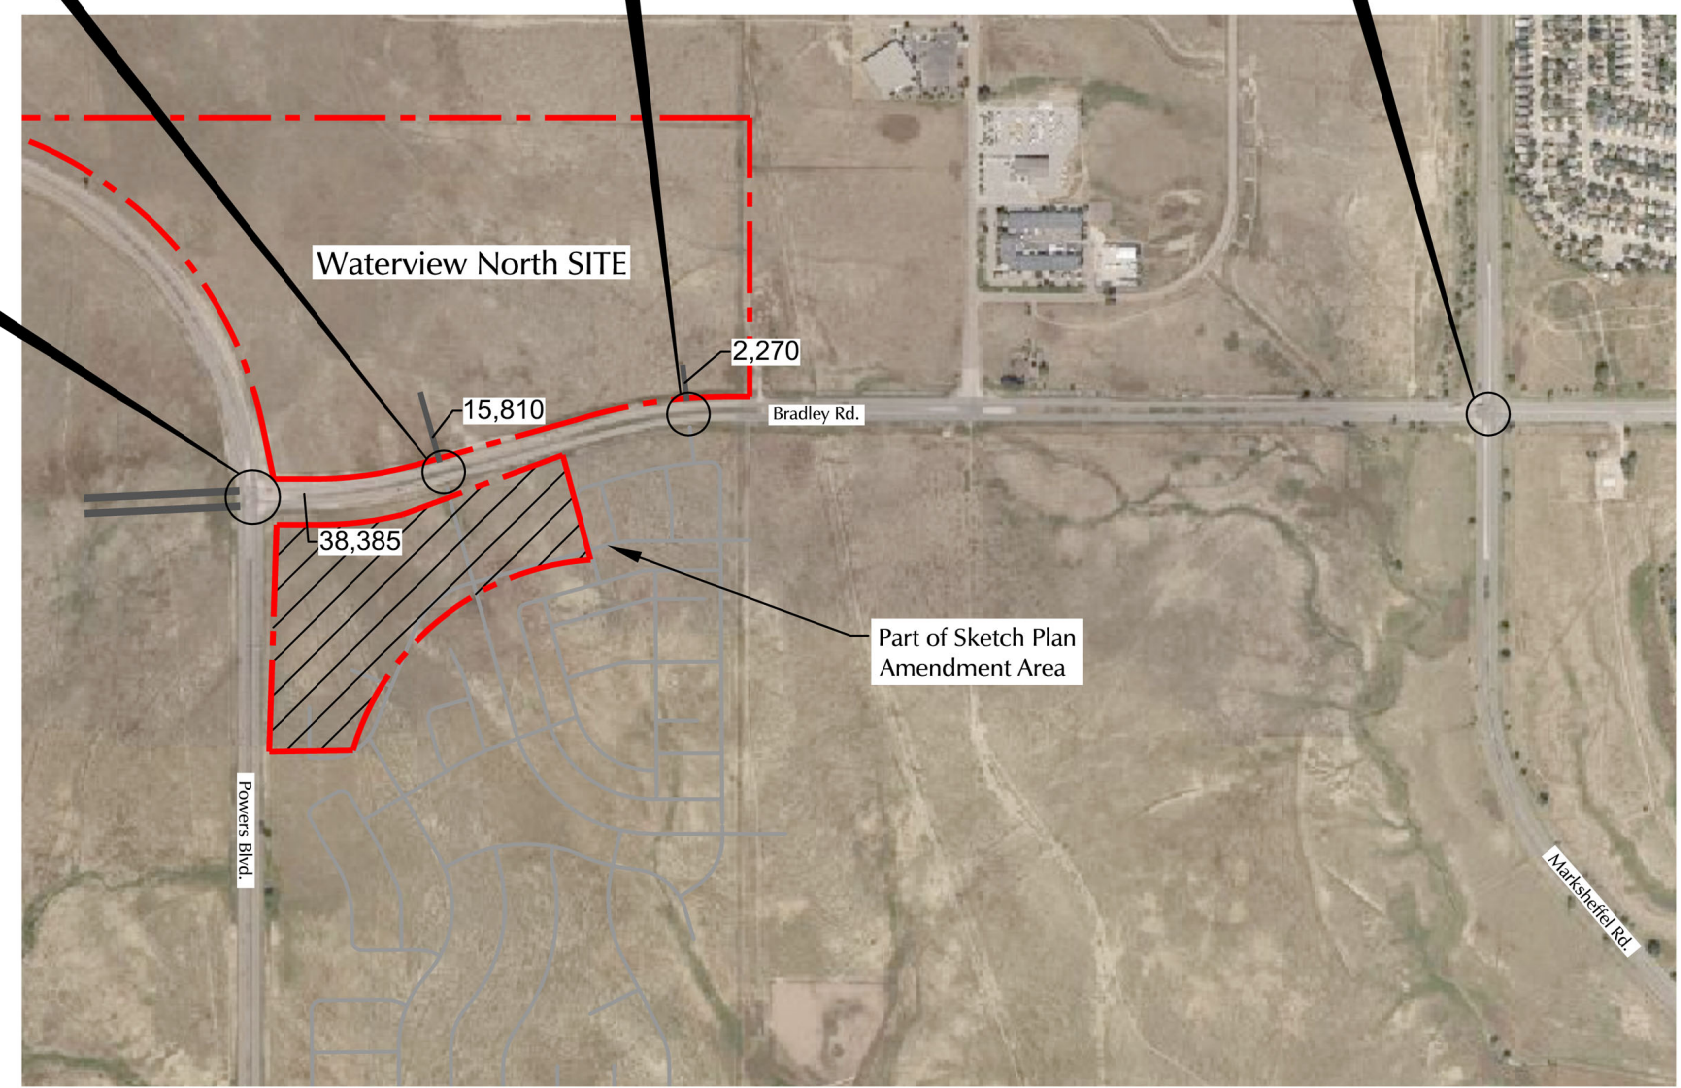 Waterview North SITE
2,270
15,810
Bradley Rd.
38,385
Part of Sketch Plan
Amendment Area
Powers Blvd.
Marksheffel Rd.